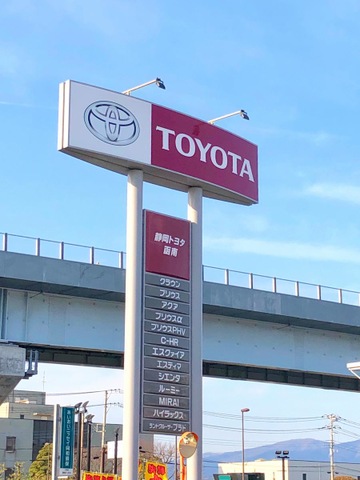 TOYOTA
静岡トヨタ
函南
クラウン
プリウス
アクア
プリウスα
プリウスPHV
C-HR
エスクァイア
エスティマ
シエンタ
ルーミー
MIRAI
ハイラックス
ランドクルーザープラド